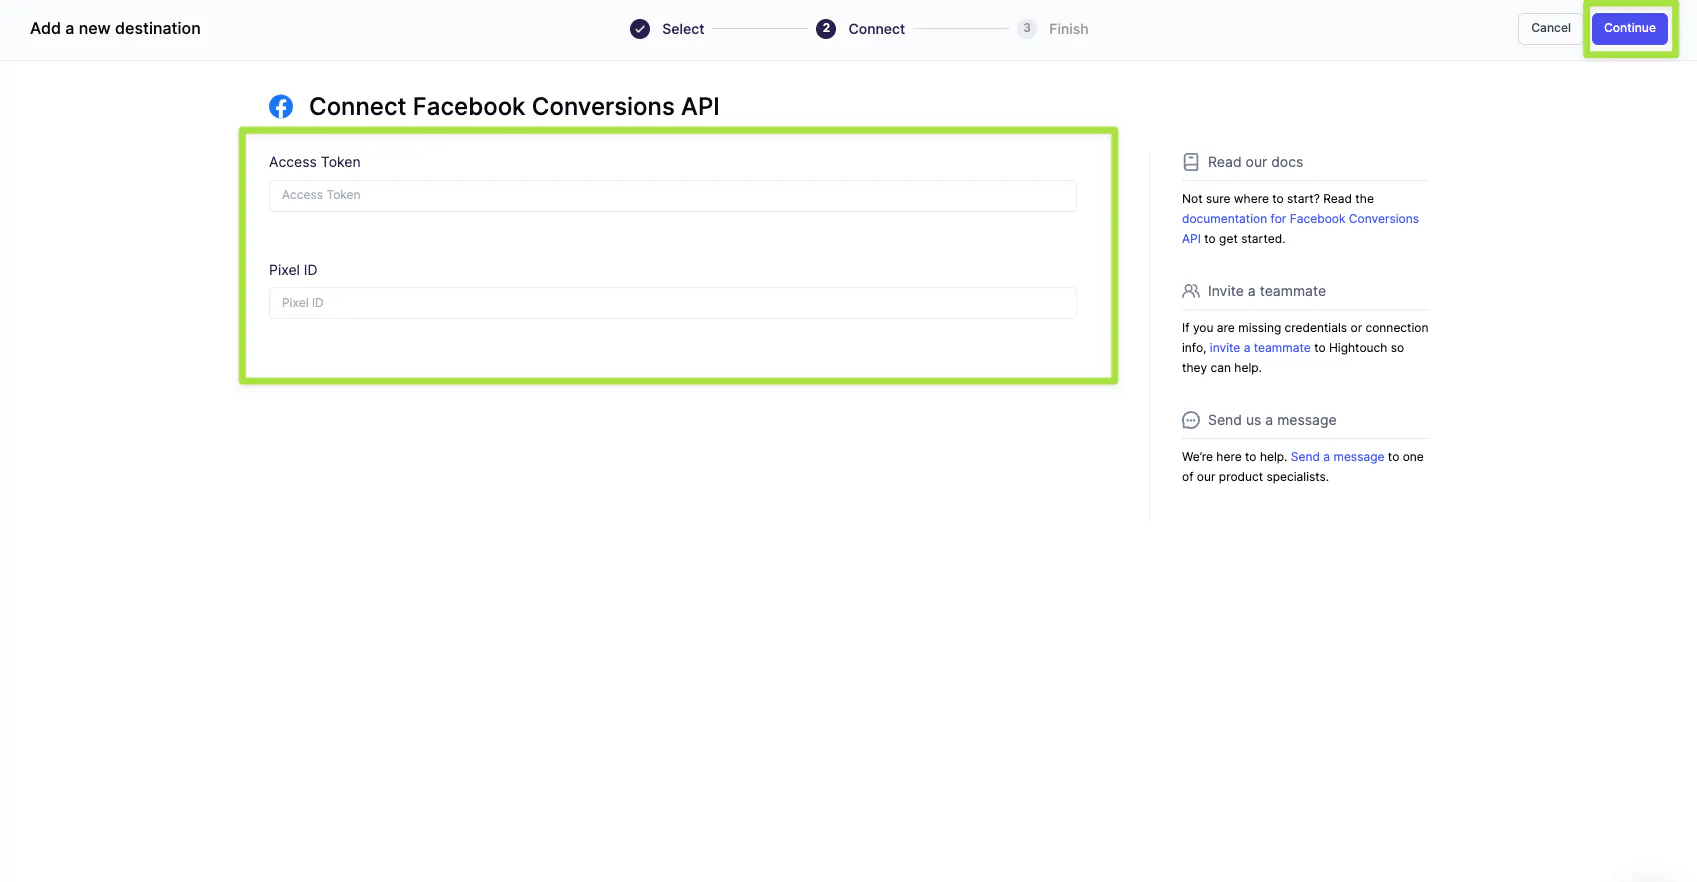 Add a new destination
Select
2 Connect
3 Finish
Cancel
Continue
Connect Facebook Conversions API
Access Token
Access Token
Pixel ID
Pixel ID
Read our docs
Not sure where to start? Read the
documentation for Facebook Conversions
API to get started.
Invite a teammate
If you are missing credentials or connection
info, invite a teammate to Hightouch so
they can help.
Send us a message
We’re here to help. Send a message to one
of our product specialists.